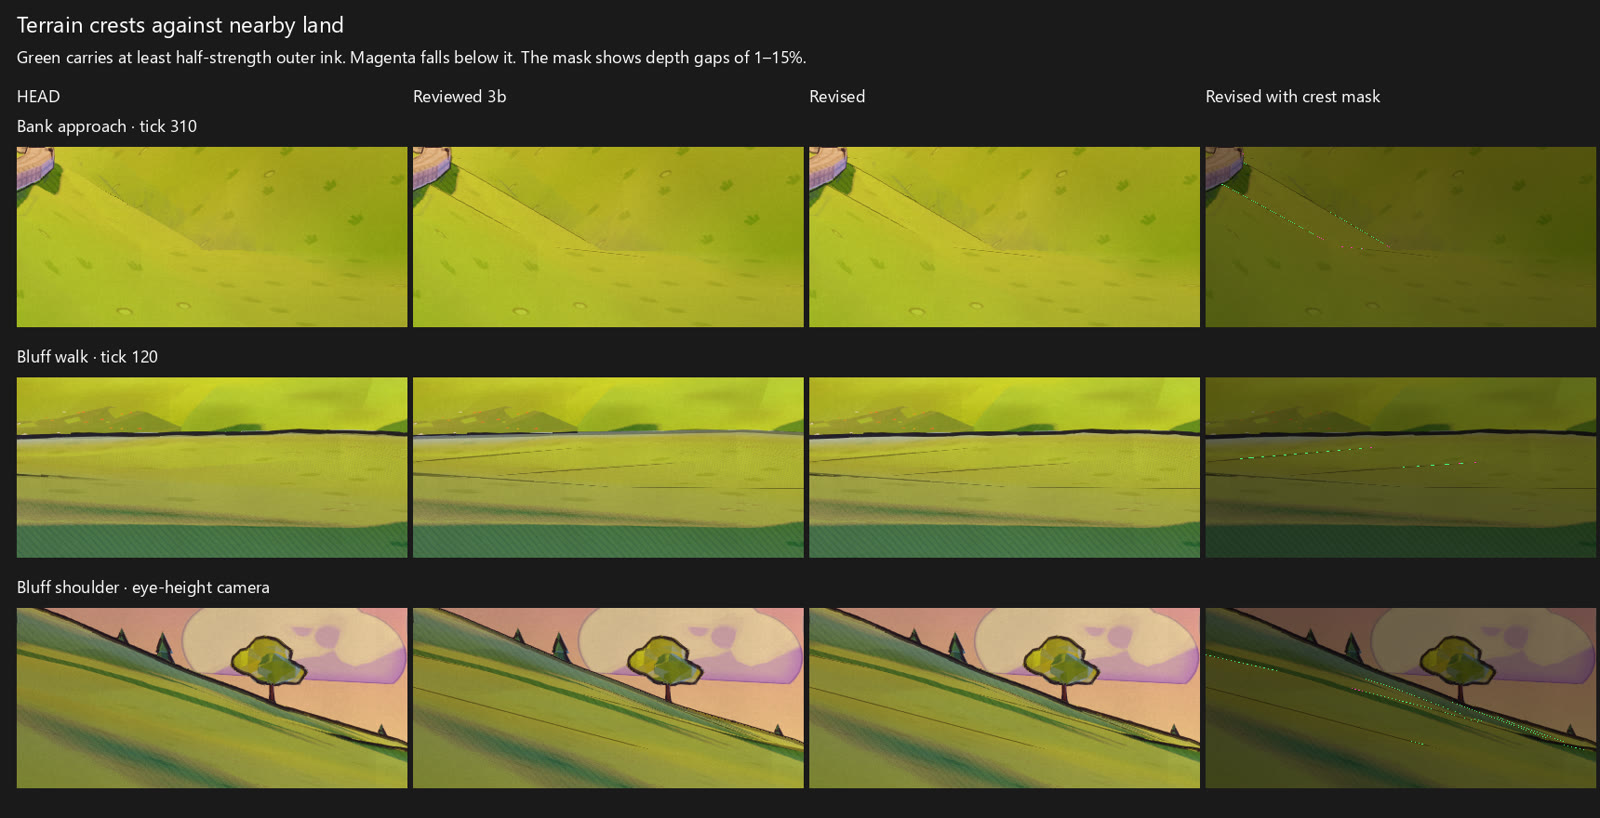 Terrain crests against nearby land
Green carries at least half-strength outer ink. Magenta falls below it. The mask shows depth gaps of 1–15%.
HEAD Reviewed 3b Revised Revised with crest mask
Bank approach · tick 310
Bluff walk · tick 120
Bluff shoulder · eye-height camera